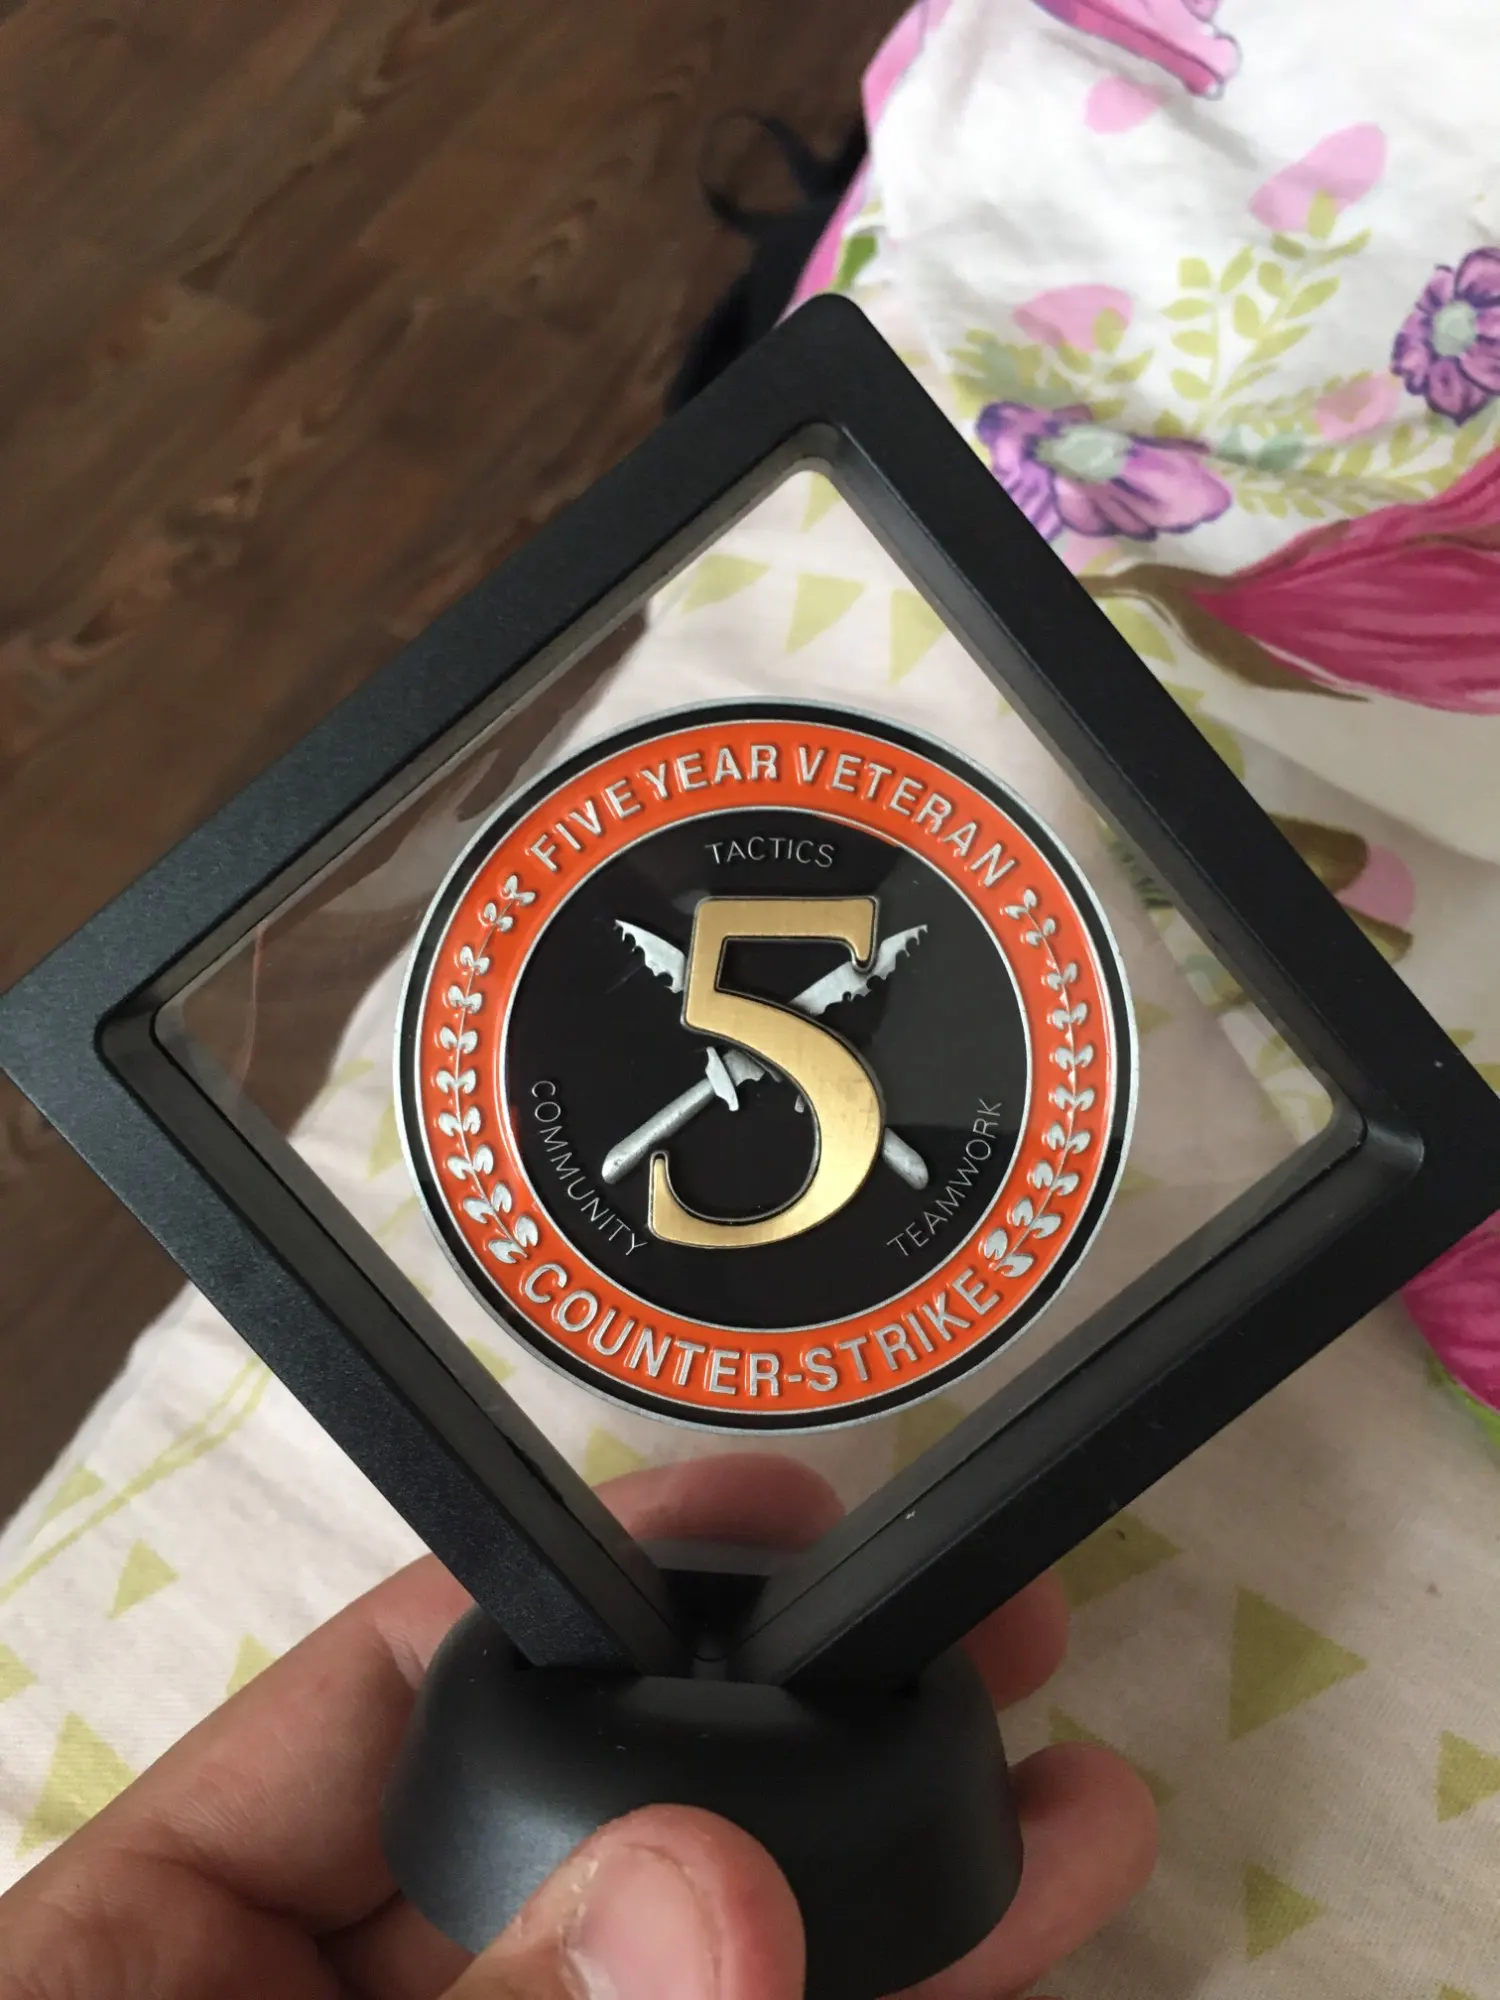 FIVE YEAR VETERAN
TACTICS
5
COMMUNITY
TEAMWORK
COUNTER-STRIKE